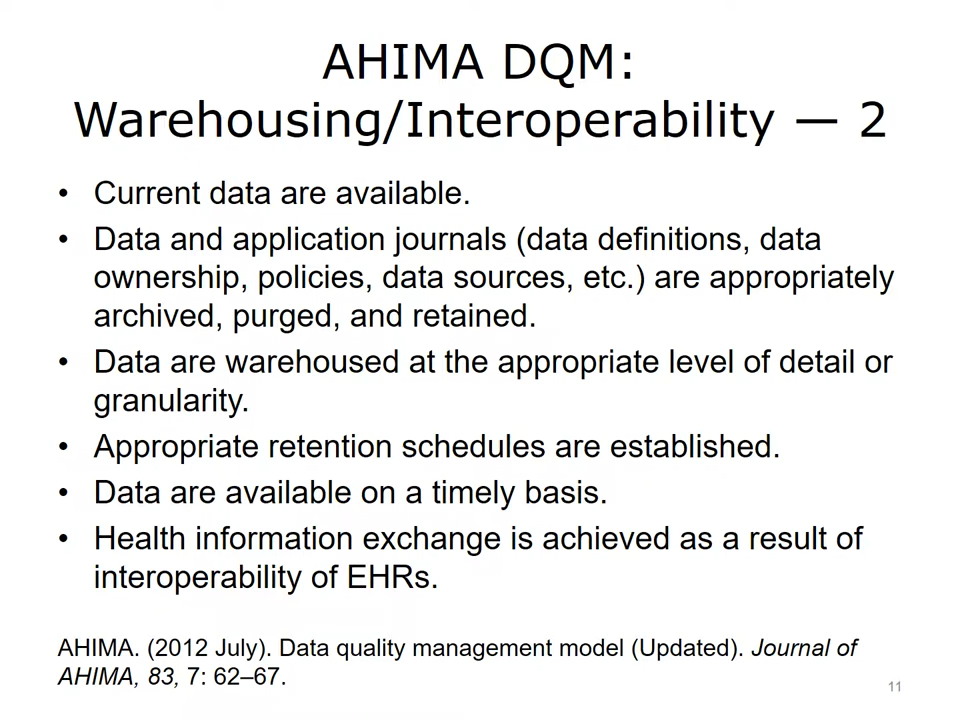 AHIMA DQM:
Warehousing/Interoperability — 2
• Current data are available.
• Data and application journals (data definitions, data
ownership, policies, data sources, etc.) are appropriately
archived, purged, and retained.
• Data are warehoused at the appropriate level of detail or
granularity.
• Appropriate retention schedules are established.
• Data are available on a timely basis.
• Health information exchange is achieved as a result of
interoperability of EHRs.
AHIMA. (2012 July). Data quality management model (Updated). Journal of
AHIMA, 83, 7: 62–67.
11